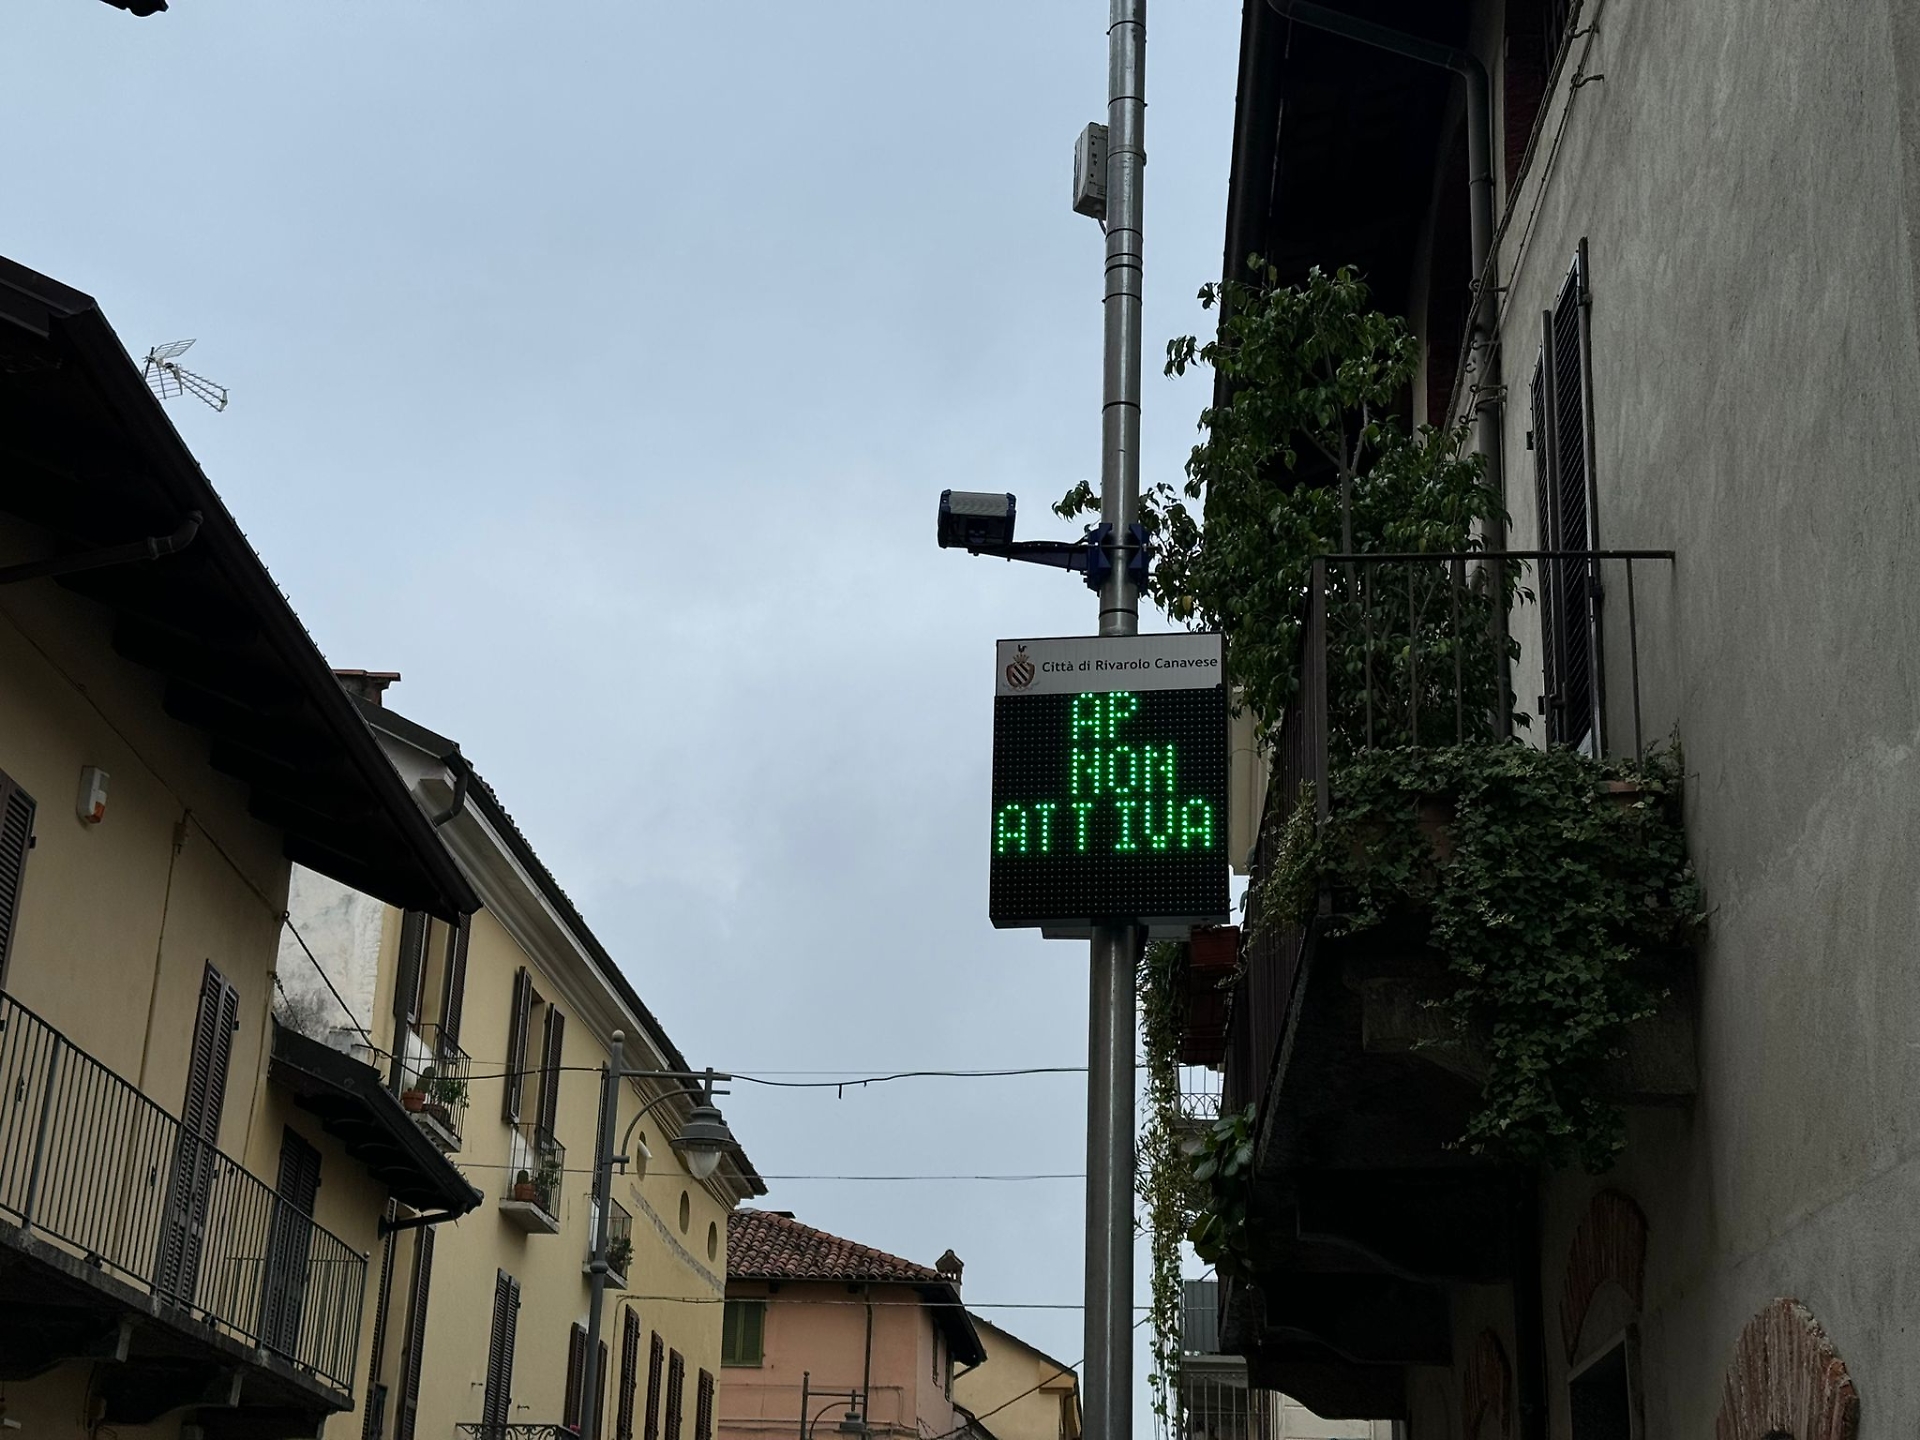 Città di Rivarolo Canavese
AP
NON
ATTIVA